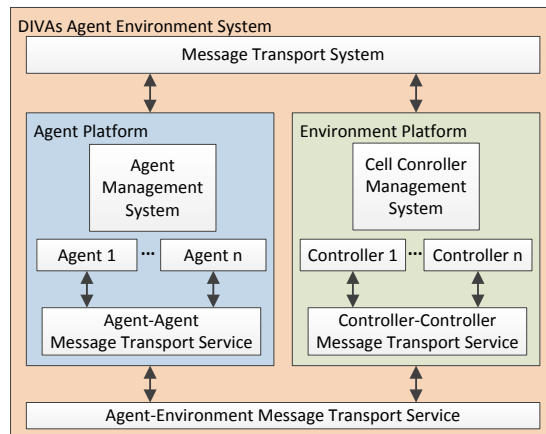 DIVAs Agent Environment System
Message Transport System
Agent Platform
Agent
Management
System
Agent 1
...
Agent n
Agent-Agent
Message Transport Service
Environment Platform
Cell Conroller
Management
System
Controller 1
...
Controller n
Controller-Controller
Message Transport Service
Agent-Environment Message Transport Service